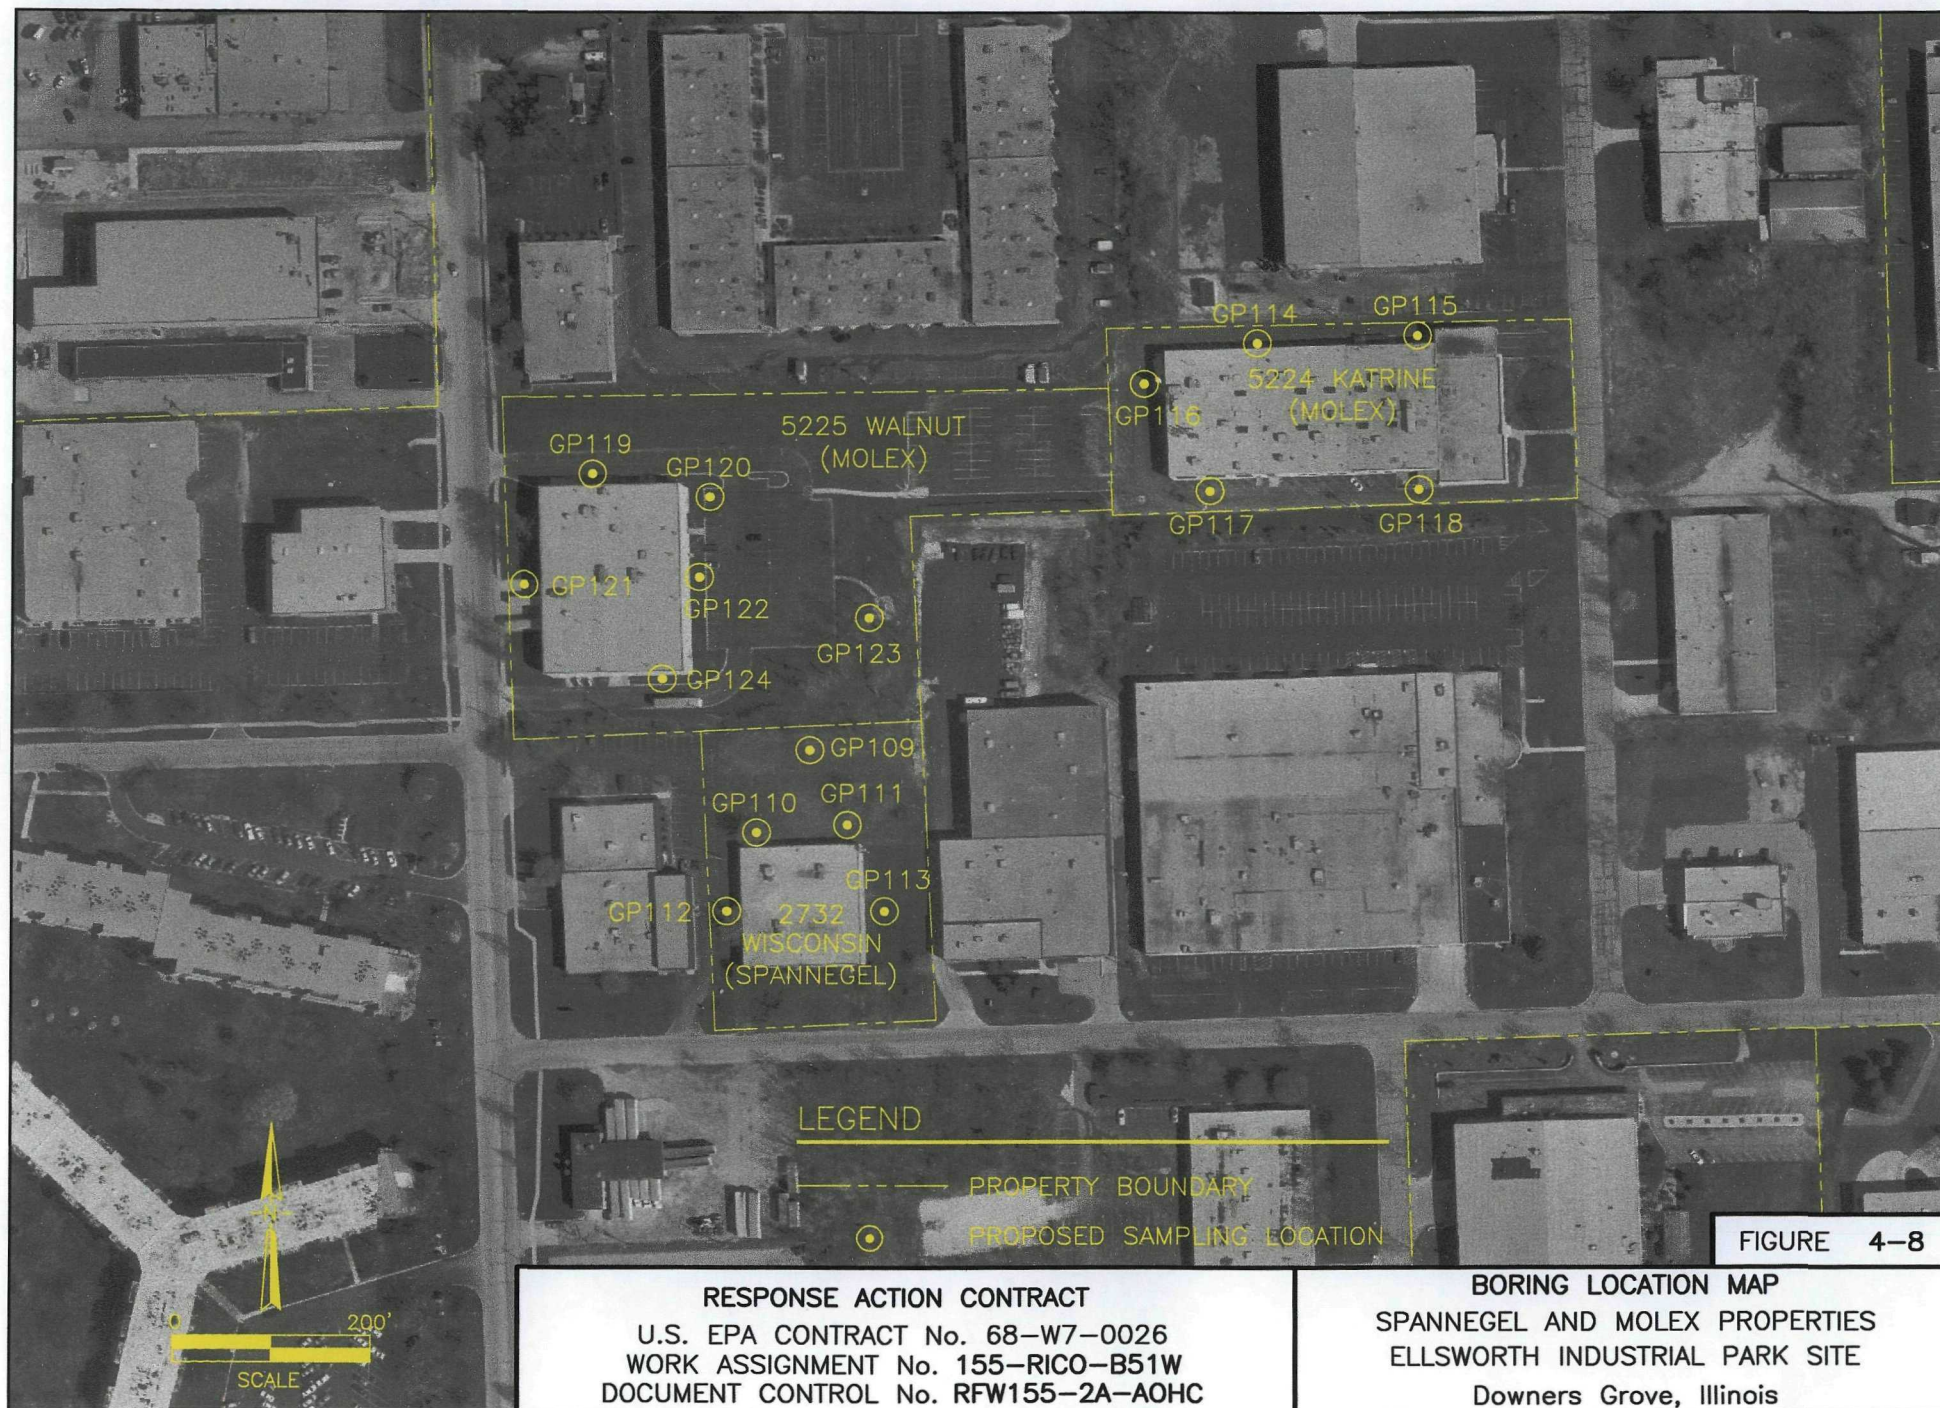 GP114
GP115
5224 KATRINE
(MOLEX)
GP116
5225 WALNUT
(MOLEX)
GP119
GP120
GP117
GP118
GP121
GP122
GP123
GP124
GP109
GP110
GP111
GP113
GP112
2732
WISCONSIN
(SPANNEGEL)
LEGEND
PROPERTY BOUNDARY
PROPOSED SAMPLING LOCATION
N
0 200'
SCALE
FIGURE 4-8
RESPONSE ACTION CONTRACT
U.S. EPA CONTRACT No. 68-W7-0026
WORK ASSIGNMENT No. 155-RICO-B51W
DOCUMENT CONTROL No. RFW155-2A-AOHC
BORING LOCATION MAP
SPANNEGEL AND MOLEX PROPERTIES
ELLSWORTH INDUSTRIAL PARK SITE
Downers Grove, Illinois